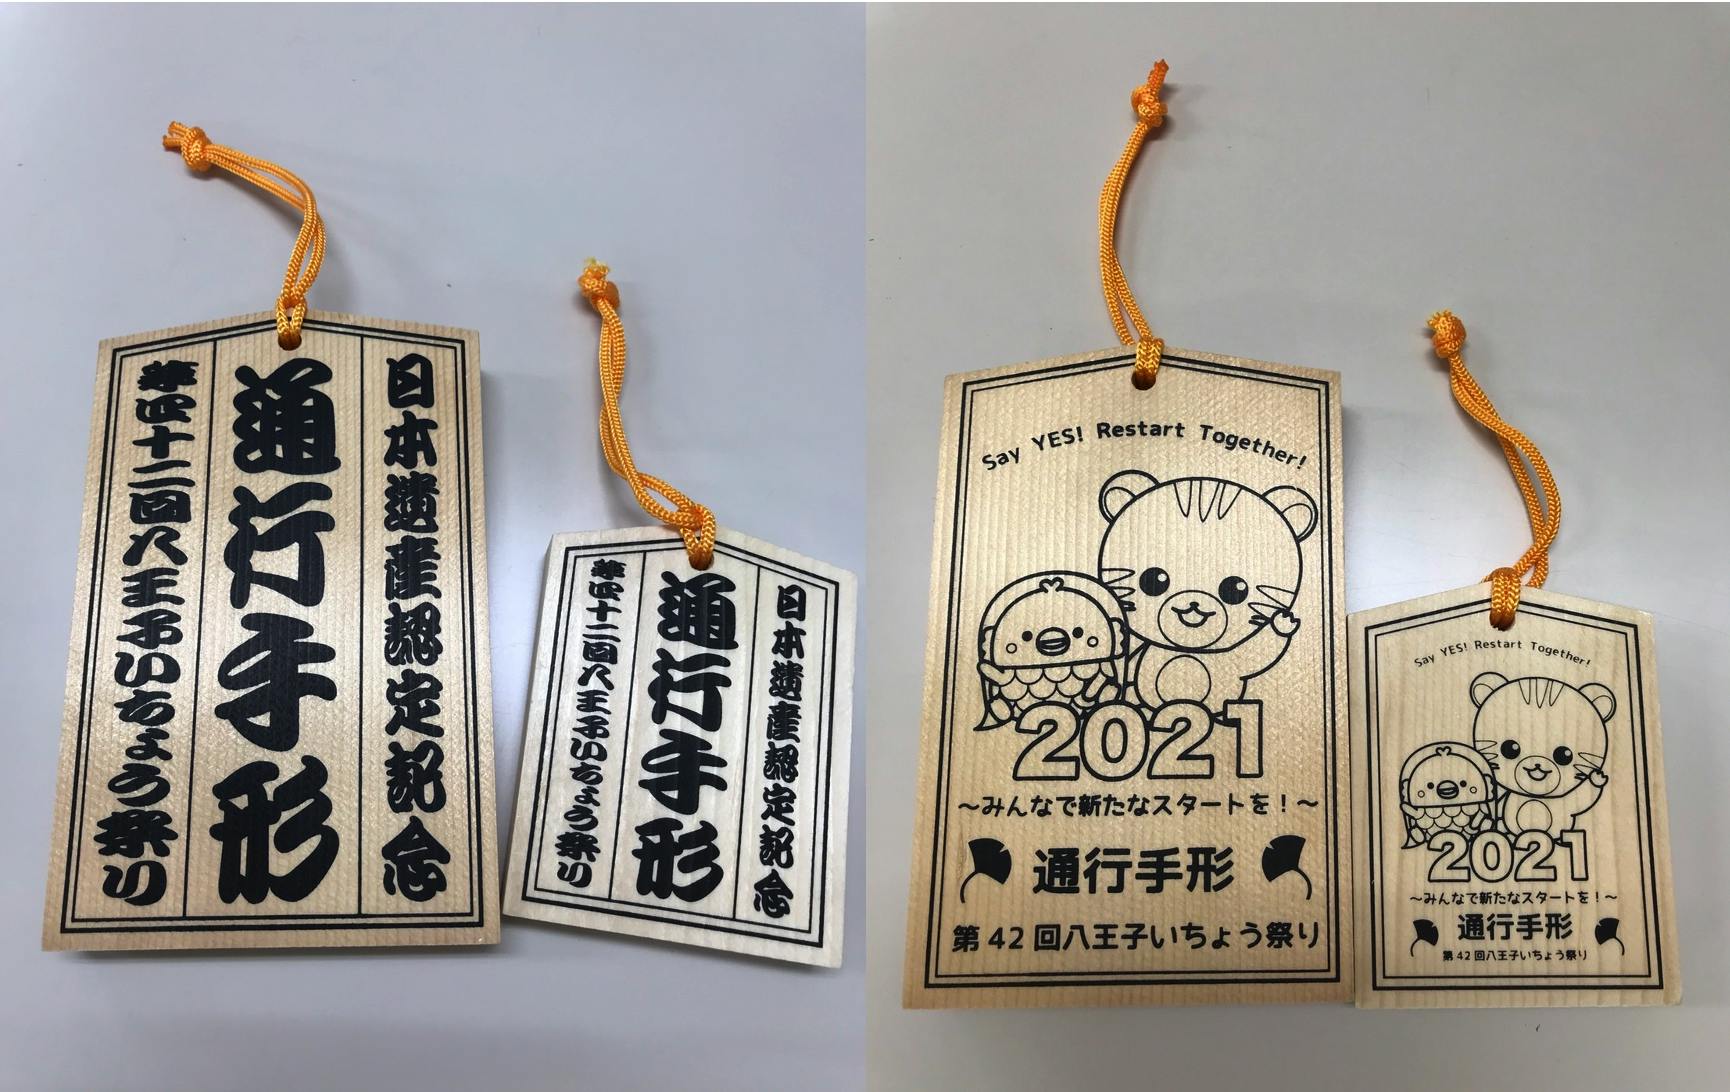 日本遺産認定記念
通行手形
第四十二回八王子いちょう祭り
日本遺産認定記念
通行手形
第四十二回八王子いちょう祭り
Say YES! Restart Together!
2021
～みんなで新たなスタートを！～
通行手形
第42回八王子いちょう祭り
Say YES! Restart Together!
2021
～みんなで新たなスタートを！～
通行手形
第42回八王子いちょう祭り